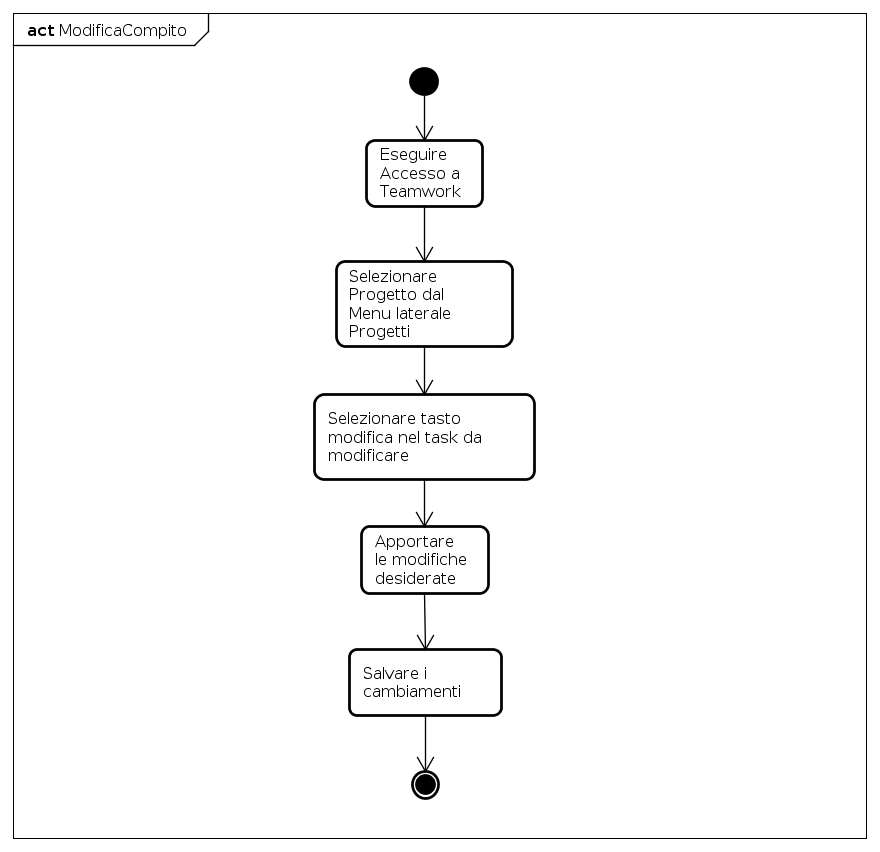 act ModificaCompito
Eseguire
Accesso a
Teamwork
Selezionare
Progetto dal
Menu laterale
Progetti
Selezionare tasto
modifica nel task da
modificare
Apportare
le modifiche
desiderate
Salvare i
cambiamenti